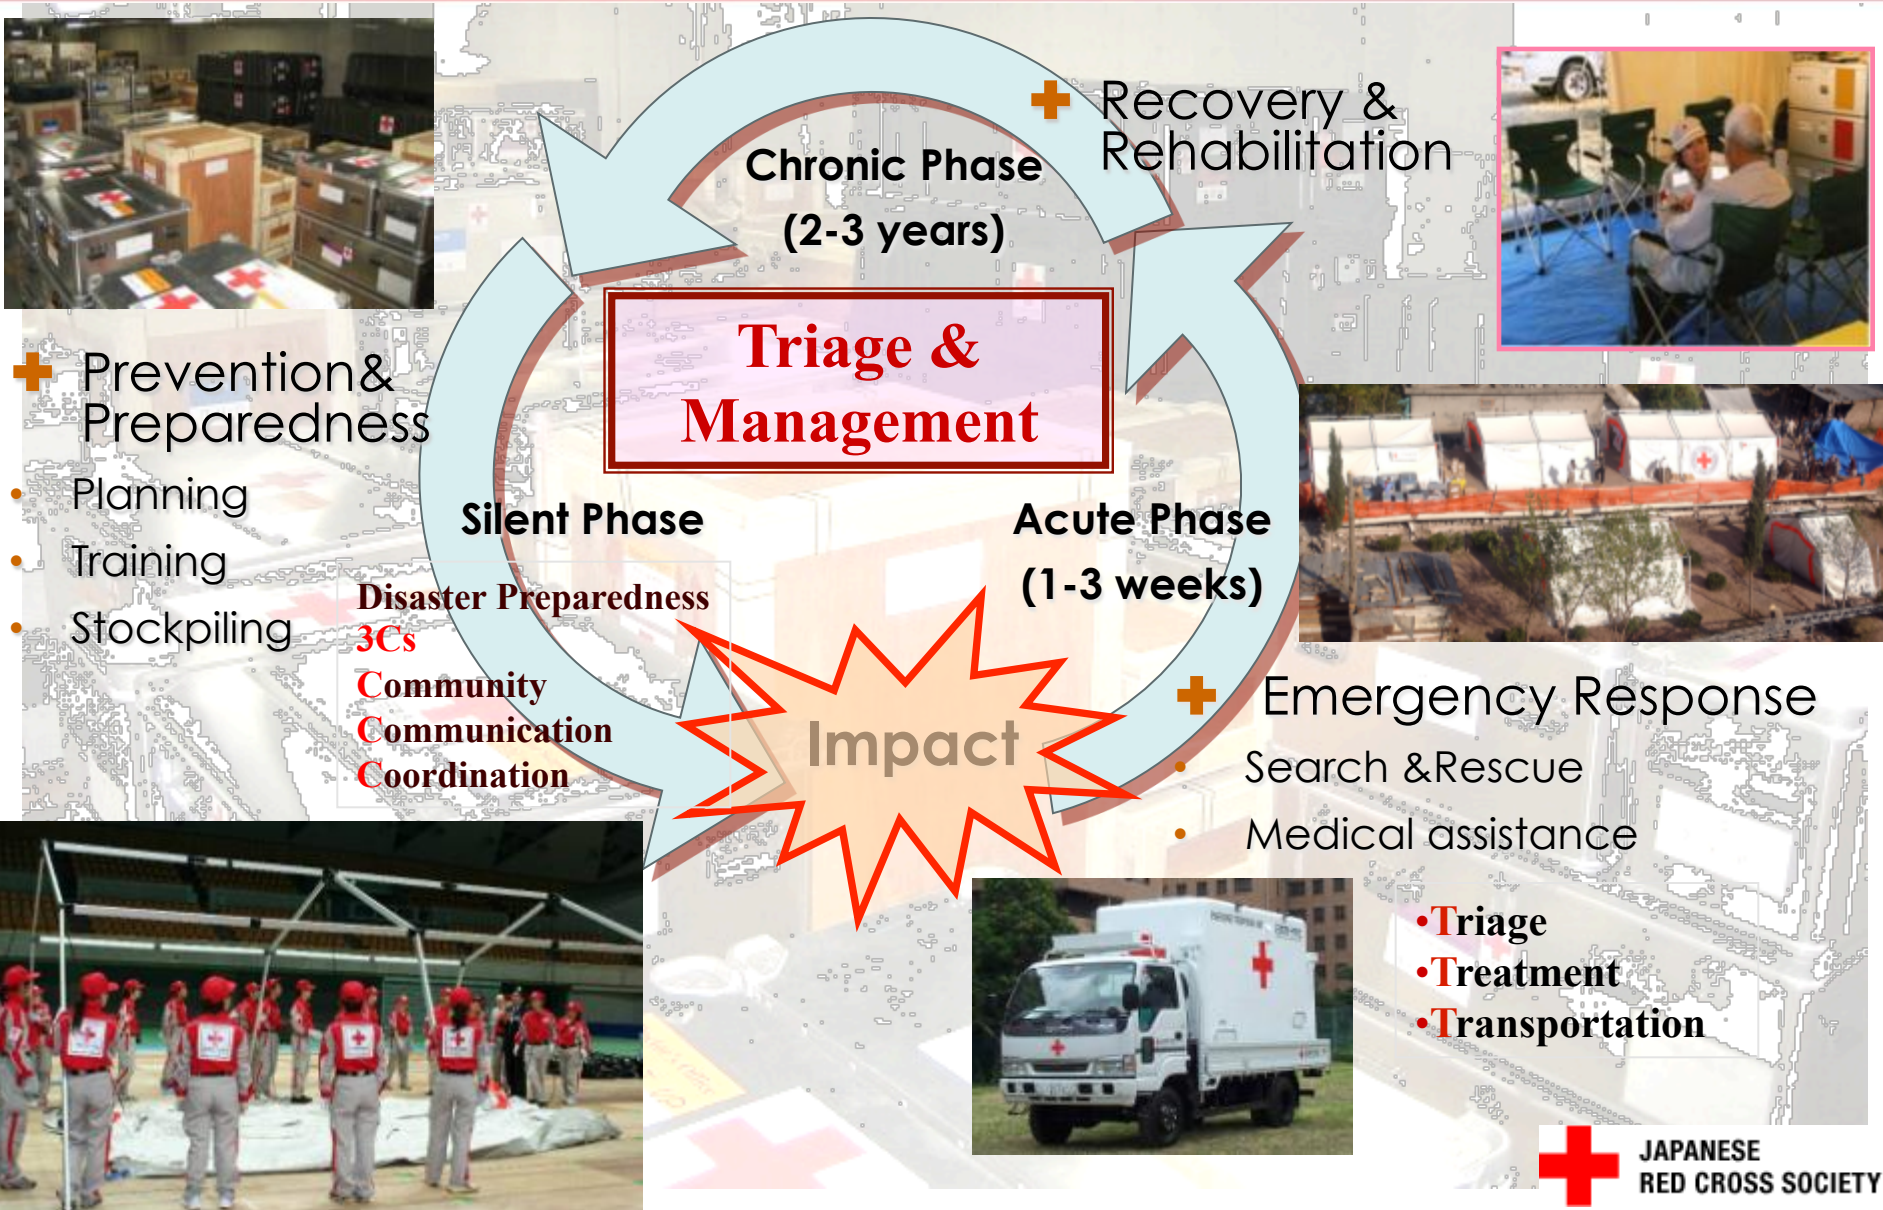 Recovery &
Rehabilitation
Chronic Phase
(2-3 years)
Triage &
Management
Prevention&
Preparedness
Planning
Training
Stockpiling
Silent Phase
Disaster Preparedness
3Cs
Community
Communication
Coordination
Acute Phase
(1-3 weeks)
Impact
Emergency Response
Search &Rescue
Medical assistance
•Triage
•Treatment
•Transportation
JAPANESE
RED CROSS SOCIETY